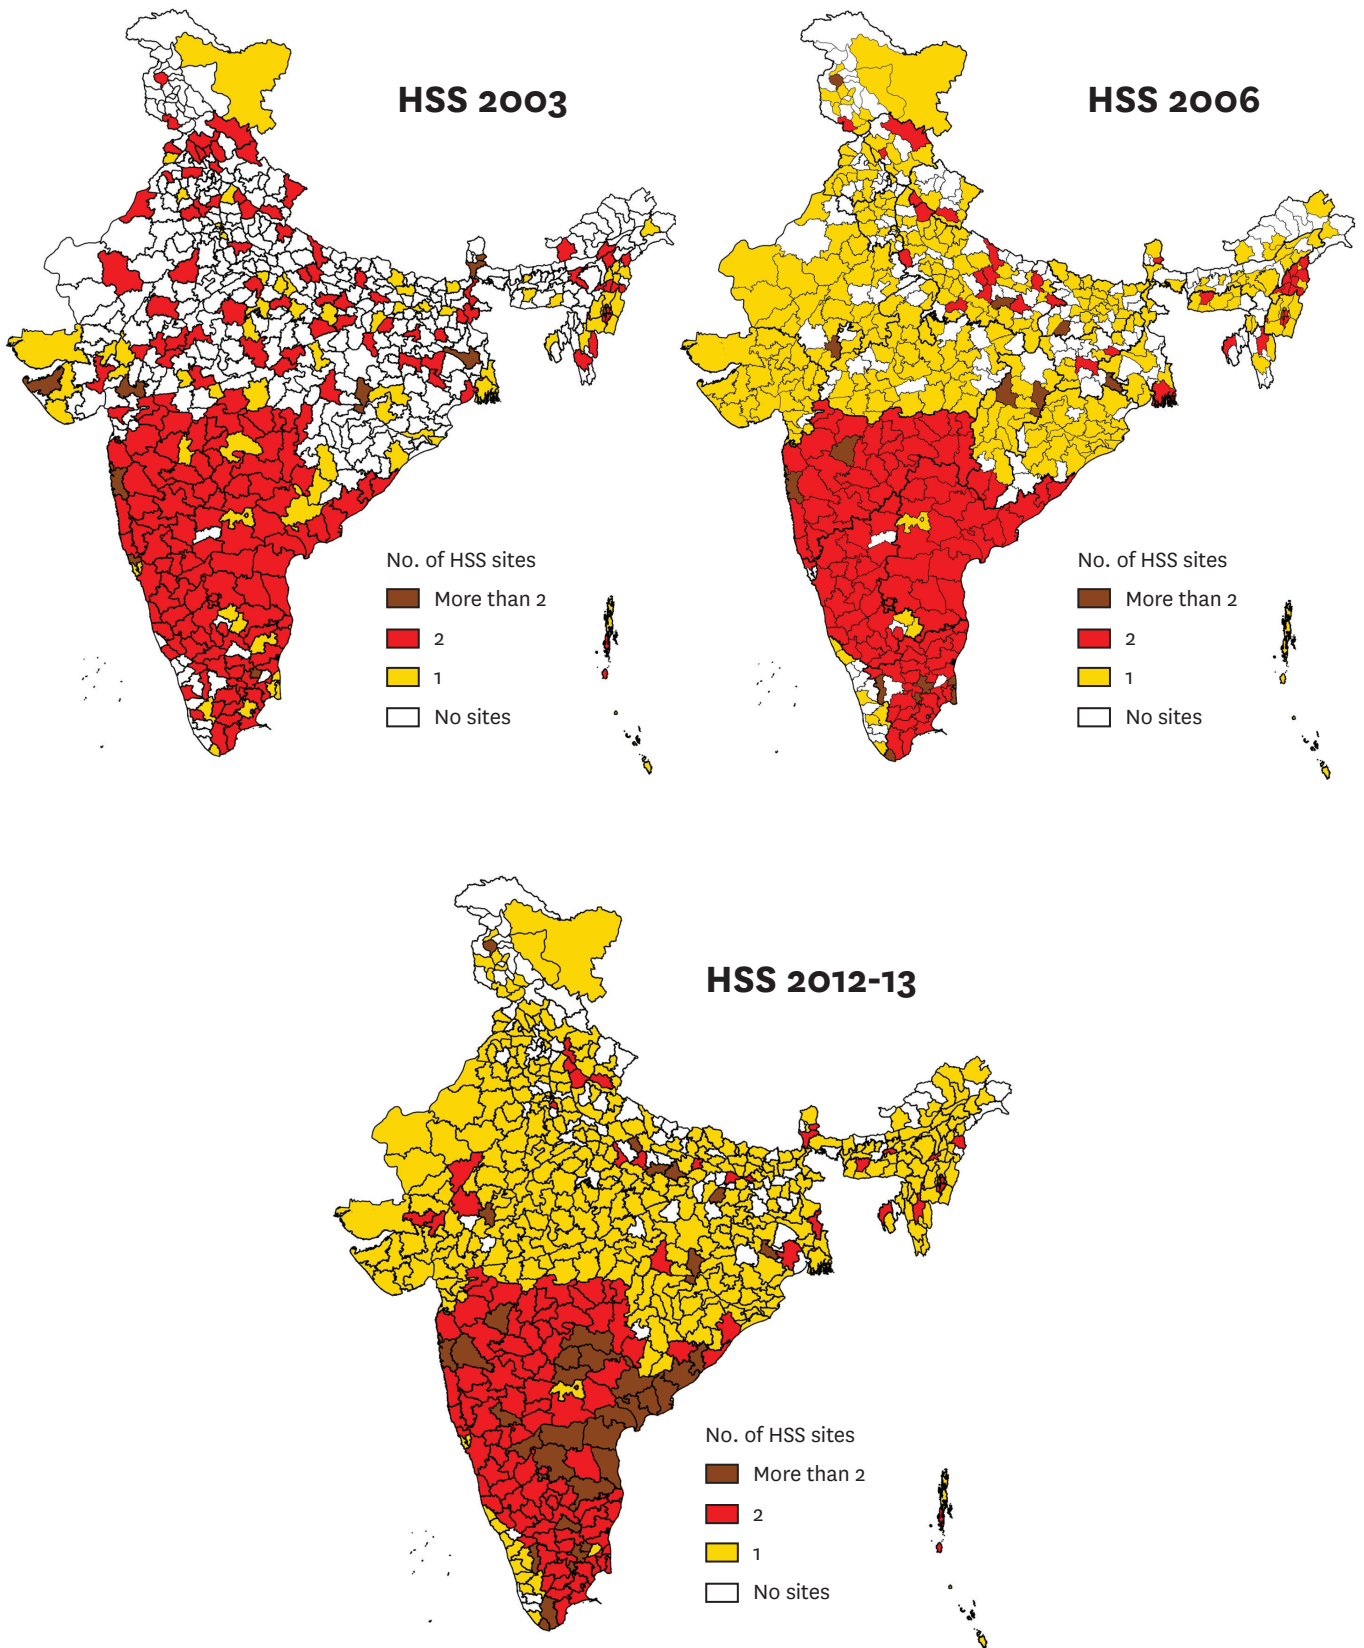 HSS 2003
No. of HSS sites
More than 2
2
1
No sites
HSS 2006
No. of HSS sites
More than 2
2
1
No sites
HSS 2012-13
No. of HSS sites
More than 2
2
1
No sites